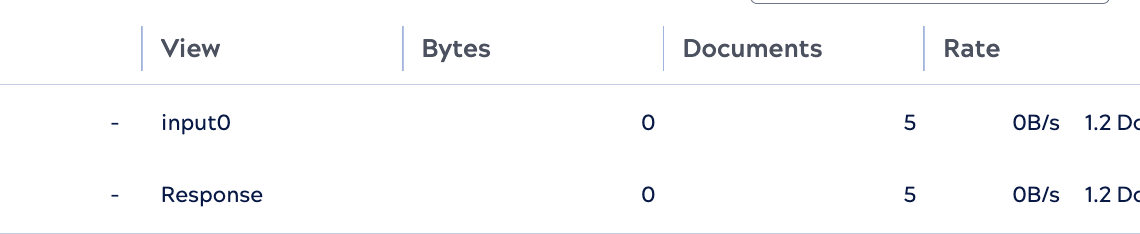 View Bytes Documents Rate
- input0 0 5 0B/s 1.2
- Response 0 5 0B/s 1.2